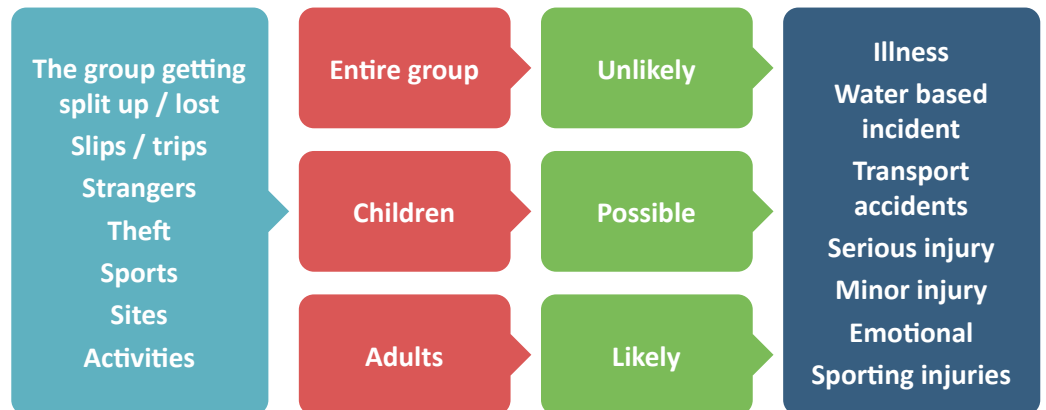 The group getting
split up / lost
Slips / trips
Strangers
Theft
Sports
Sites
Activities
Entire group
Children
Adults
Unlikely
Possible
Likely
Illness
Water based
incident
Transport
accidents
Serious injury
Minor injury
Emotional
Sporting injuries